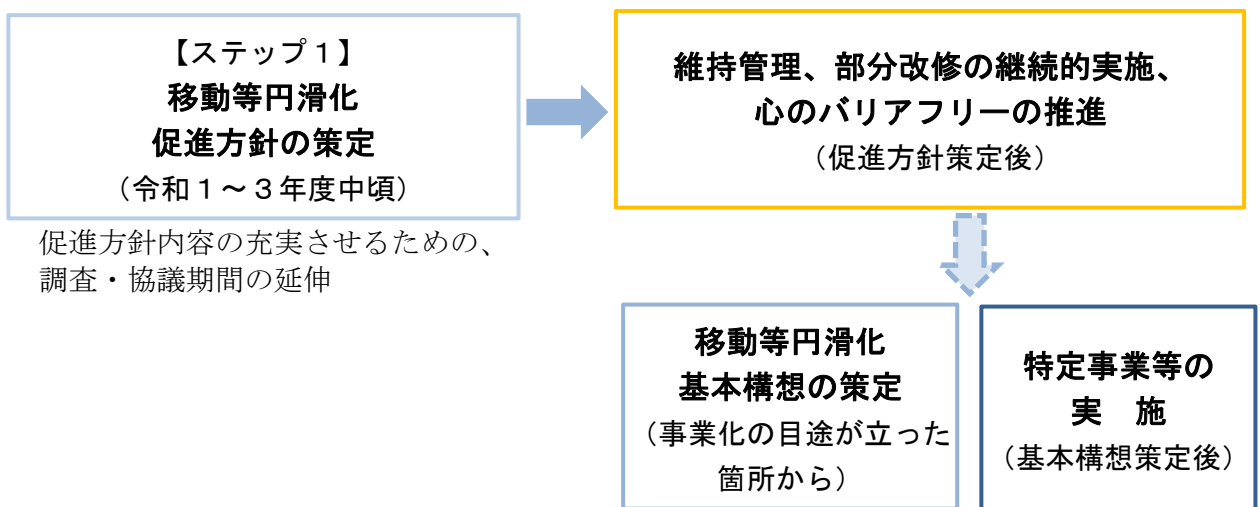 【ステップ１】
移動等円滑化
促進方針の策定
（令和１～３年度中頃）
促進方針内容の充実させるための、
調査・協議期間の延伸
維持管理、部分改修の継続的実施、
心のバリアフリーの推進
（促進方針策定後）
移動等円滑化
基本構想の策定
（事業化の目途が立った
箇所から）
特定事業等の
実　施
（基本構想策定後）